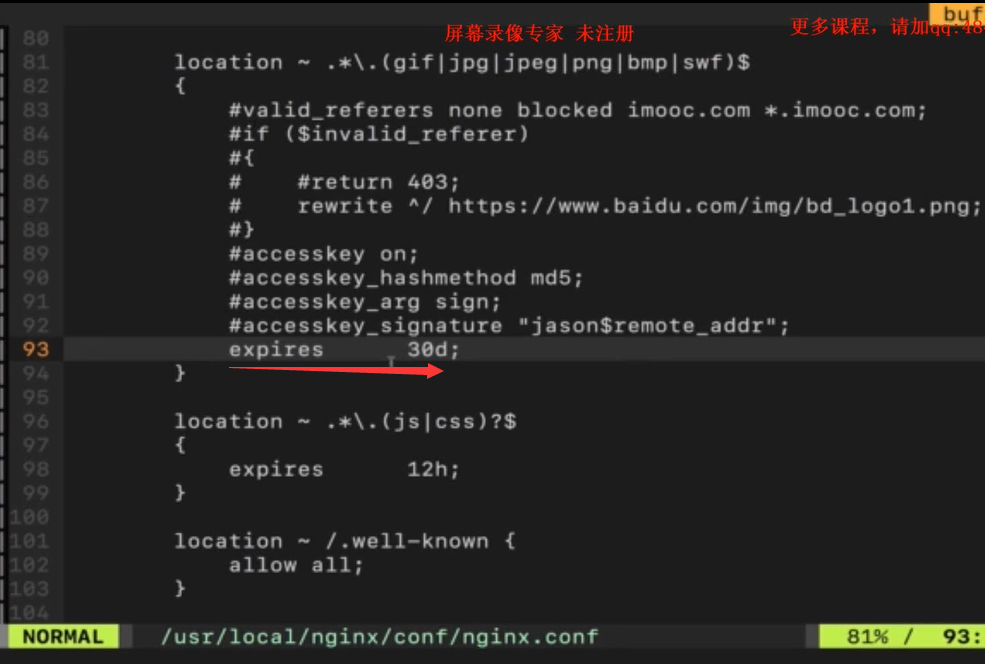 buf
屏幕录像专家 未注册
更多课程，请加qq:48
80
81 location ~ .*\.(gif|jpg|jpeg|png|bmp|swf)$
82 {
83 #valid_referers none blocked imooc.com *.imooc.com;
84 #if ($invalid_referer)
85 #{
86 # #return 403;
87 # rewrite ^/ https://www.baidu.com/img/bd_logo1.png;
88 #}
89 #accesskey on;
90 #accesskey_hashmethod md5;
91 #accesskey_arg sign;
92 #accesskey_signature "jason$remote_addr";
93 expires 30d;
94 }
95
96 location ~ .*\.(js|css)?$
97 {
98 expires 12h;
99 }
100
101 location ~ /.well-known {
102 allow all;
103 }
104
NORMAL /usr/local/nginx/conf/nginx.conf 81% / 93: